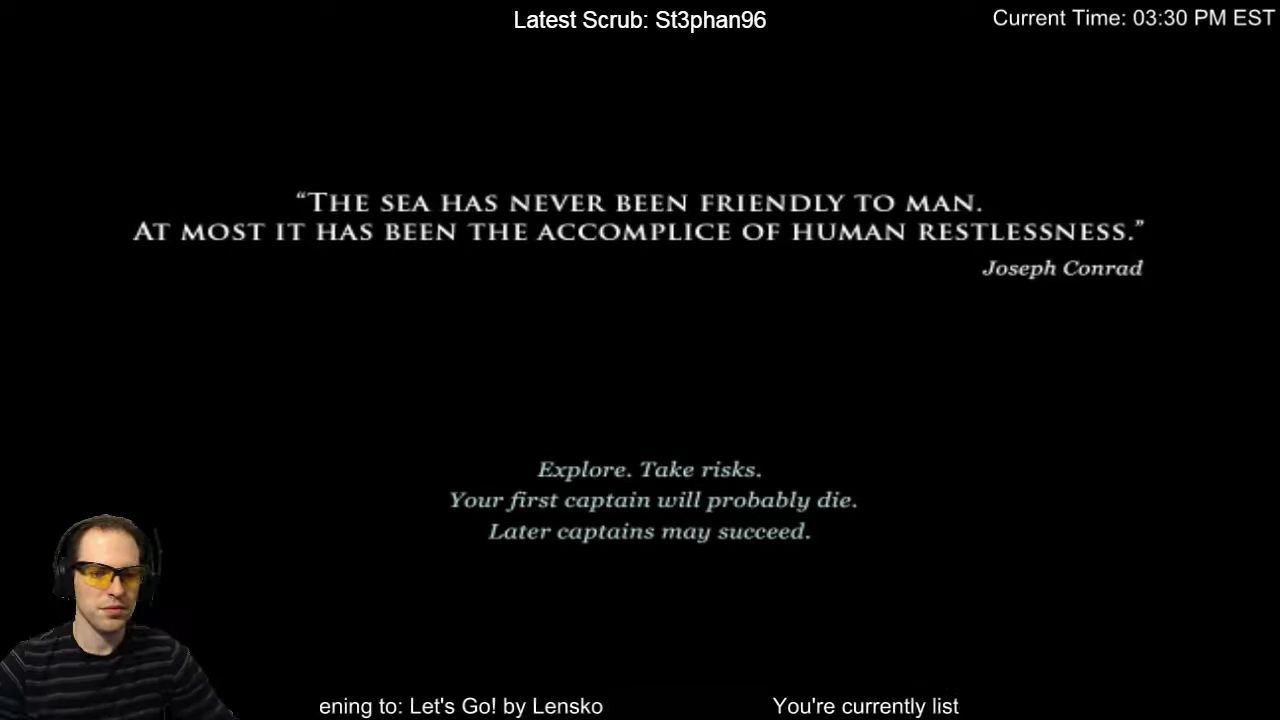 Latest Scrub: St3phan96
Current Time: 03:30 PM EST
“THE SEA HAS NEVER BEEN FRIENDLY TO MAN.
AT MOST IT HAS BEEN THE ACCOMPLICE OF HUMAN RESTLESSNESS.”
Joseph Conrad
Explore. Take risks.
Your first captain will probably die.
Later captains may succeed.
ening to: Let's Go! by Lensko You're currently list